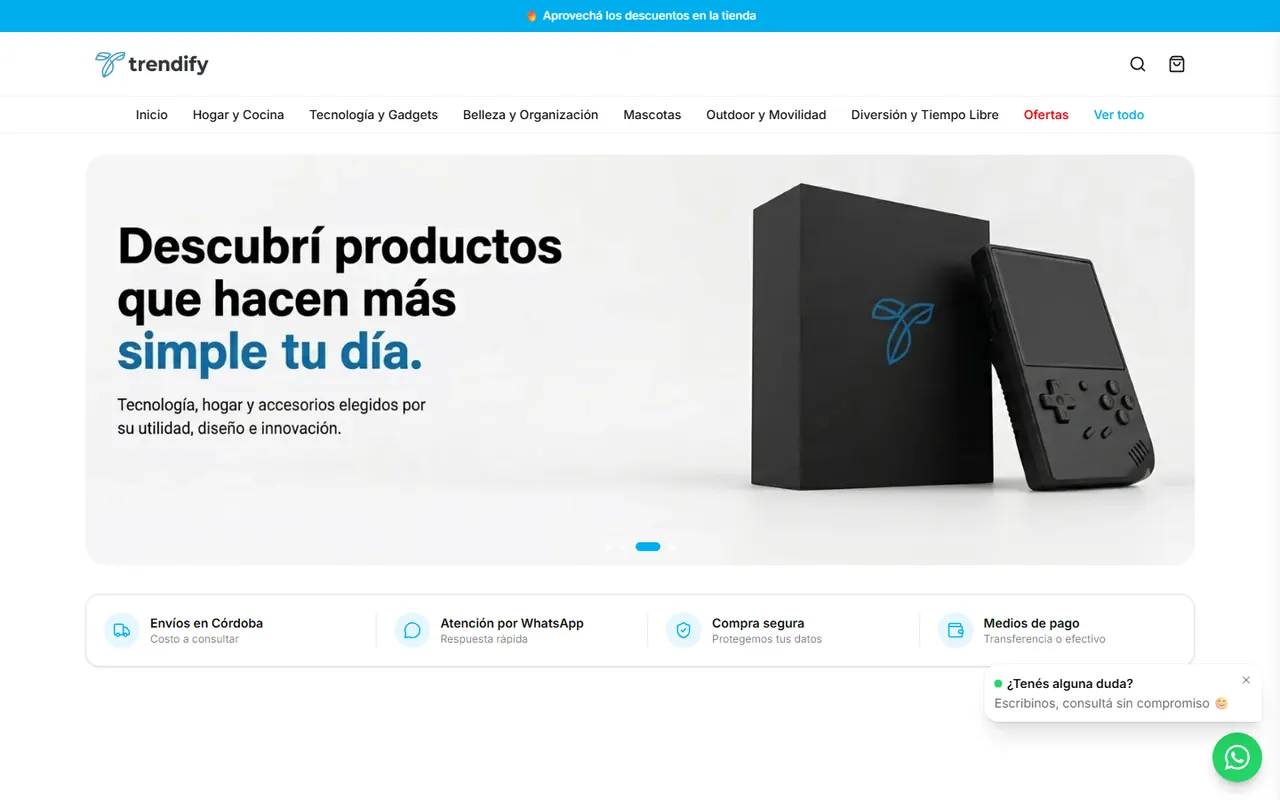 🔥 Aprovechá los descuentos en la tienda
trendify
Inicio Hogar y Cocina Tecnología y Gadgets Belleza y Organización Mascotas Outdoor y Movilidad Diversión y Tiempo Libre Ofertas Ver todo
Descubrí productos
que hacen más
simple tu día.
Tecnología, hogar y accesorios elegidos por
su utilidad, diseño e innovación.
Envíos en Córdoba
Costo a consultar
Atención por WhatsApp
Respuesta rápida
Compra segura
Protegemos tus datos
Medios de pago
Transferencia o efectivo
¿Tenés alguna duda?
Escribinos, consultá sin compromiso 😊